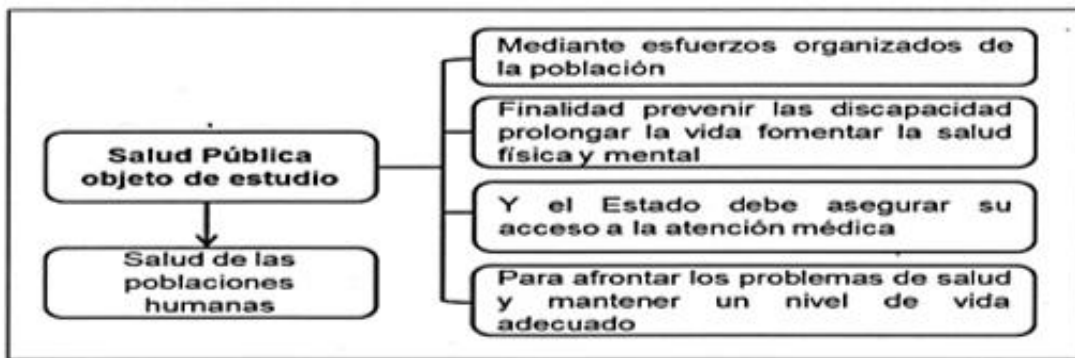 Salud Pública
objeto de estudio
Salud de las
poblaciones
humanas
Mediante esfuerzos organizados de
la población
Finalidad prevenir las discapacidad
prolongar la vida fomentar la salud
física y mental
Y el Estado debe asegurar su
acceso a la atención médica
Para afrontar los problemas de salud
y mantener un nivel de vida
adecuado